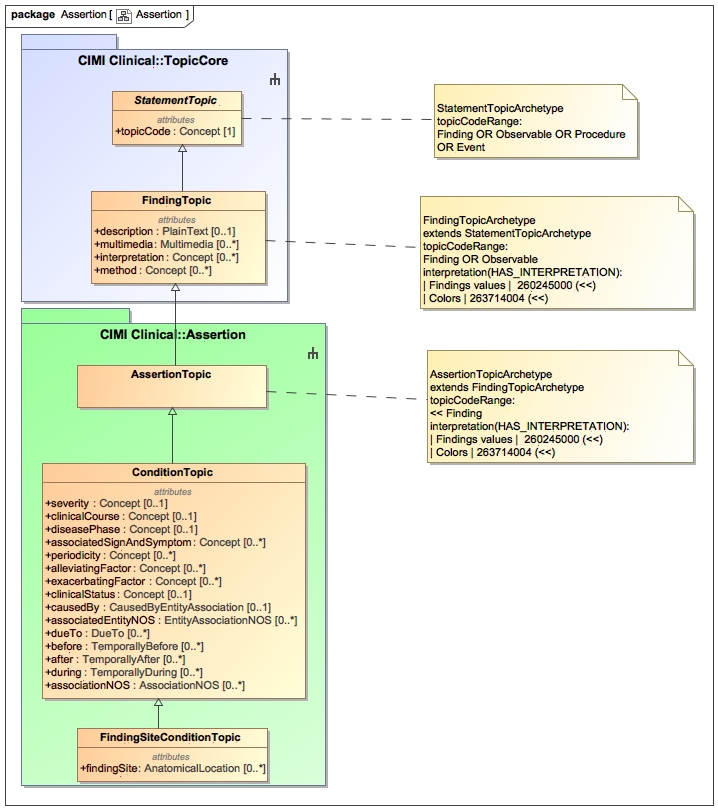 package Assertion [ Assertion ]
CIMI Clinical::TopicCore
StatementTopic
attributes
+topicCode : Concept [1]
StatementTopicArchetype
topicCodeRange:
Finding OR Observable OR Procedure
OR Event
FindingTopic
attributes
+description : PlainText [0..1]
+multimedia : Multimedia [0..*]
+interpretation : Concept [0..*]
+method : Concept [0..*]
FindingTopicArchetype
extends StatementTopicArchetype
topicCodeRange:
Finding OR Observable
interpretation(HAS_INTERPRETATION):
| Findings values | 260245000 (<<)
| Colors | 263714004 (<<)
CIMI Clinical::Assertion
AssertionTopic
AssertionTopicArchetype
extends FindingTopicArchetype
topicCodeRange:
<< Finding
interpretation(HAS_INTERPRETATION):
| Findings values | 260245000 (<<)
| Colors | 263714004 (<<)
ConditionTopic
attributes
+severity : Concept [0..1]
+clinicalCourse : Concept [0..1]
+diseasePhase : Concept [0..1]
+associatedSignAndSymptom : Concept [0..*]
+periodicity : Concept [0..*]
+alleviatingFactor : Concept [0..*]
+exacerbatingFactor : Concept [0..*]
+clinicalStatus : Concept [0..1]
+causedBy : CausedByEntityAssociation [0..1]
+associatedEntityNOS : EntityAssociationNOS [0..*]
+dueTo : DueTo [0..*]
+before : TemporallyBefore [0..*]
+after : TemporallyAfter [0..*]
+during : TemporallyDuring [0..*]
+associationNOS : AssociationNOS [0..*]
FindingSiteConditionTopic
attributes
+findingSite : AnatomicalLocation [0..*]